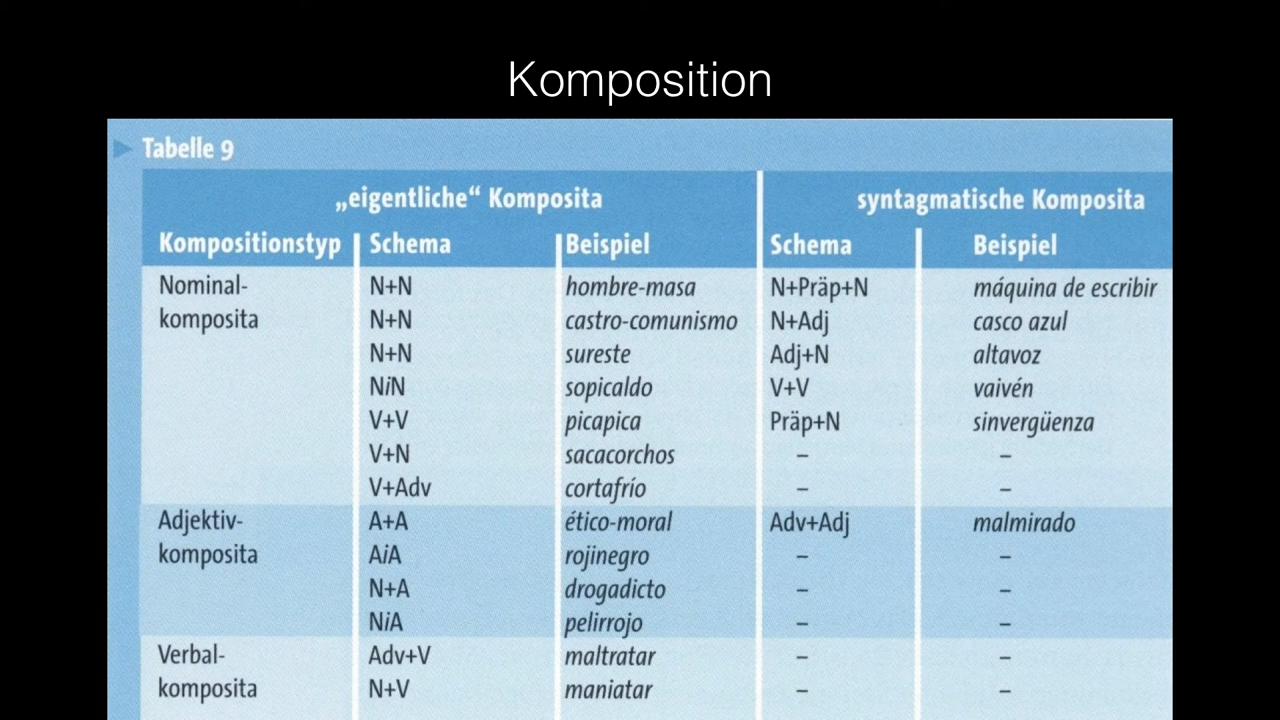 Komposition
Tabelle 9
„eigentliche“ Komposita syntagmatische Komposita
Kompositionstyp Schema Beispiel Schema Beispiel
Nominal- N+N hombre-masa N+Präp+N máquina de escribir
komposita N+N castro-comunismo N+Adj casco azul
N+N sureste Adj+N altavoz
NiN sopicaldo V+V vaivén
V+V picapica Präp+N sinvergüenza
V+N sacacorchos – –
V+Adv cortafrío – –
Adjektiv- A+A ético-moral Adv+Adj malmirado
komposita AiA rojinegro – –
N+A drogadicto – –
NiA pelirrojo – –
Verbal- Adv+V maltratar – –
komposita N+V maniatar – –